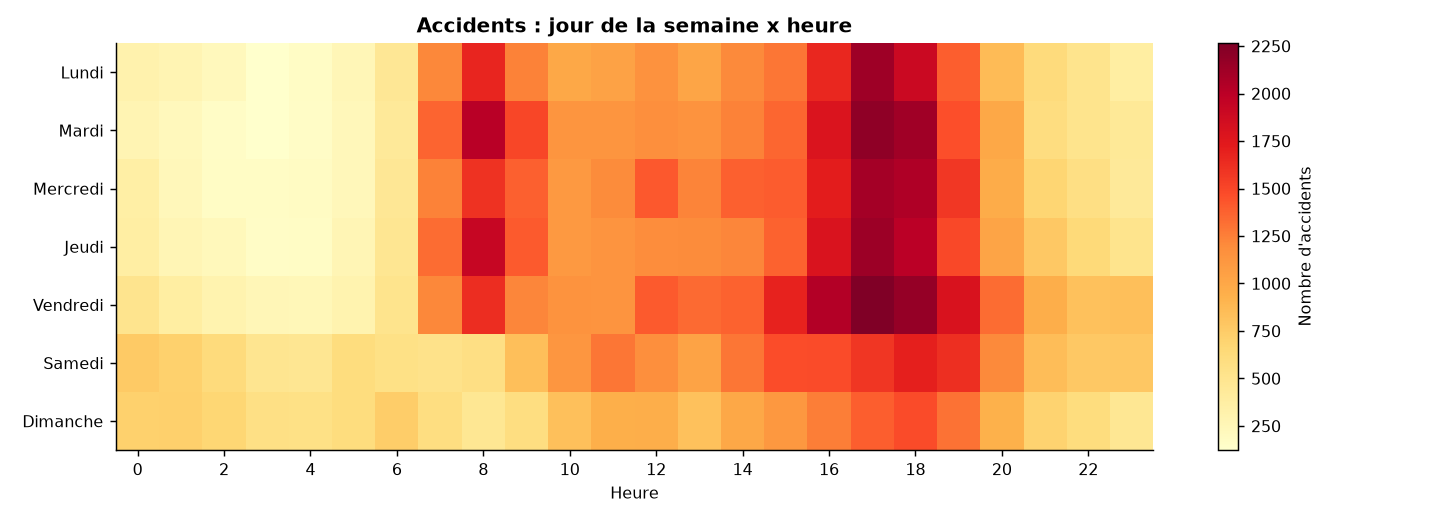 Accidents : jour de la semaine x heure
Lundi
Mardi
Mercredi
Jeudi
Vendredi
Samedi
Dimanche
0 2 4 6 8 10 12 14 16 18 20 22
Heure
2250
2000
1750
1500
1250
1000
750
500
250
Nombre d'accidents